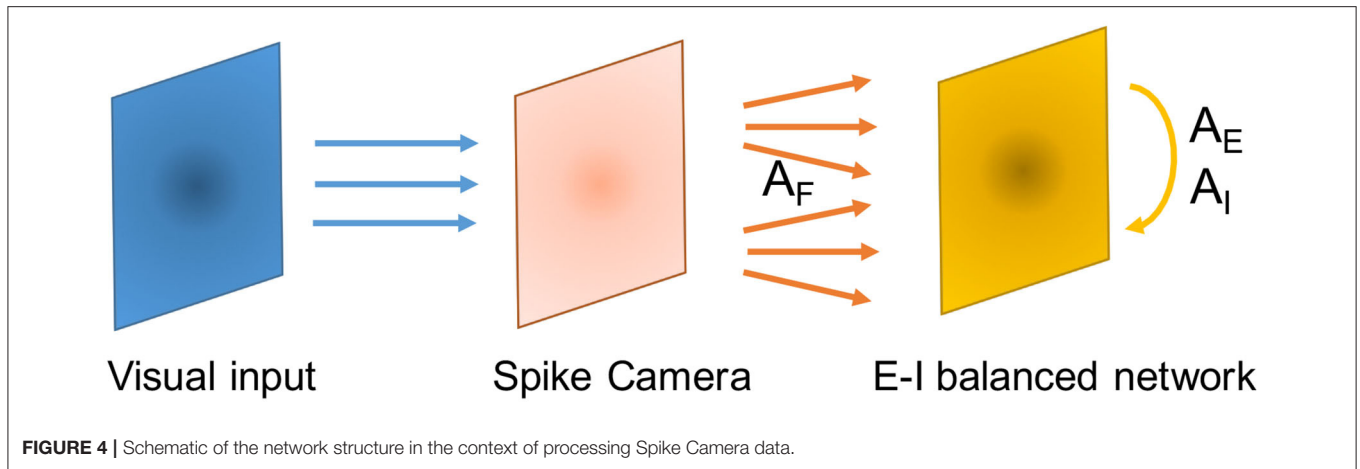 A_F
A_E
A_I
Visual input
Spike Camera
E-I balanced network
FIGURE 4 | Schematic of the network structure in the context of processing Spike Camera data.